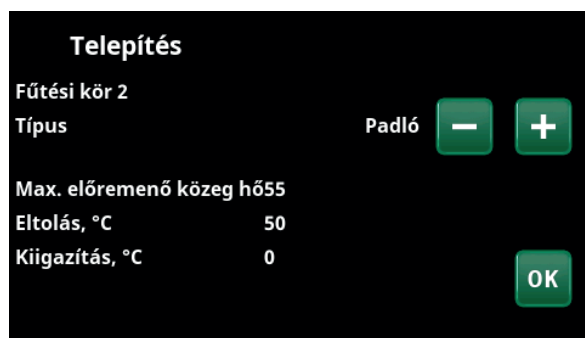 Telepítés
Fűtési kör 2
Típus Padló − +
Max. előremenő közeg hő55
Eltolás, °C 50
Kiigazítás, °C 0
OK